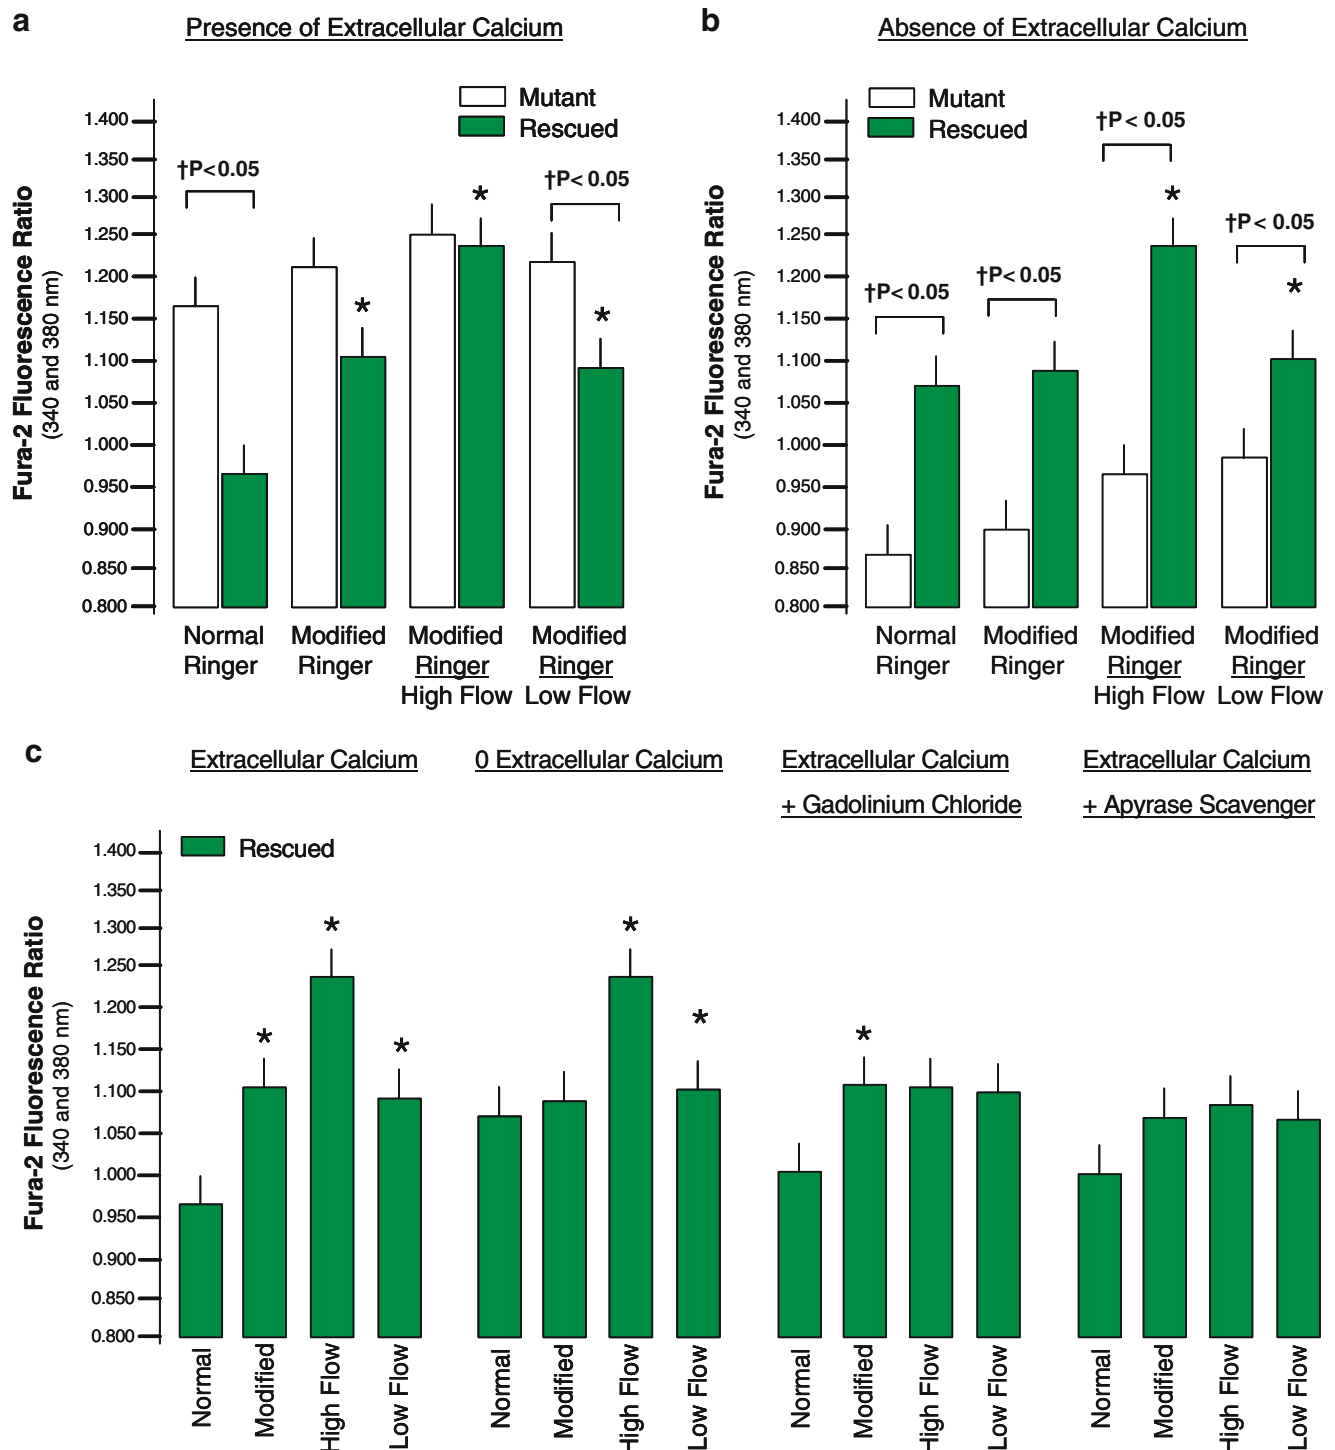 a
Presence of Extracellular Calcium
Mutant
Rescued
Fura-2 Fluorescence Ratio
(340 and 380 nm)
1.400
1.350
1.300
1.250
1.200
1.150
1.100
1.050
1.000
0.950
0.900
0.850
0.800
†P<0.05
*
*
†P<0.05
*
Normal
Ringer
Modified
Ringer
Modified
Ringer
High Flow
Modified
Ringer
Low Flow
b
Absence of Extracellular Calcium
Mutant
Rescued
Fura-2 Fluorescence Ratio
(340 and 380 nm)
1.400
1.350
1.300
1.250
1.200
1.150
1.100
1.050
1.000
0.950
0.900
0.850
0.800
†P<0.05
†P<0.05
†P<0.05
*
†P<0.05
*
Normal
Ringer
Modified
Ringer
Modified
Ringer
High Flow
Modified
Ringer
Low Flow
c
Extracellular Calcium
0 Extracellular Calcium
Extracellular Calcium
+ Gadolinium Chloride
Extracellular Calcium
+ Apyrase Scavenger
Rescued
Fura-2 Fluorescence Ratio
(340 and 380 nm)
1.400
1.350
1.300
1.250
1.200
1.150
1.100
1.050
1.000
0.950
0.900
0.850
0.800
*
*
*
*
*
*
Normal
Modified
High Flow
Low Flow
Normal
Modified
High Flow
Low Flow
Normal
Modified
High Flow
Low Flow
Normal
Modified
High Flow
Low Flow